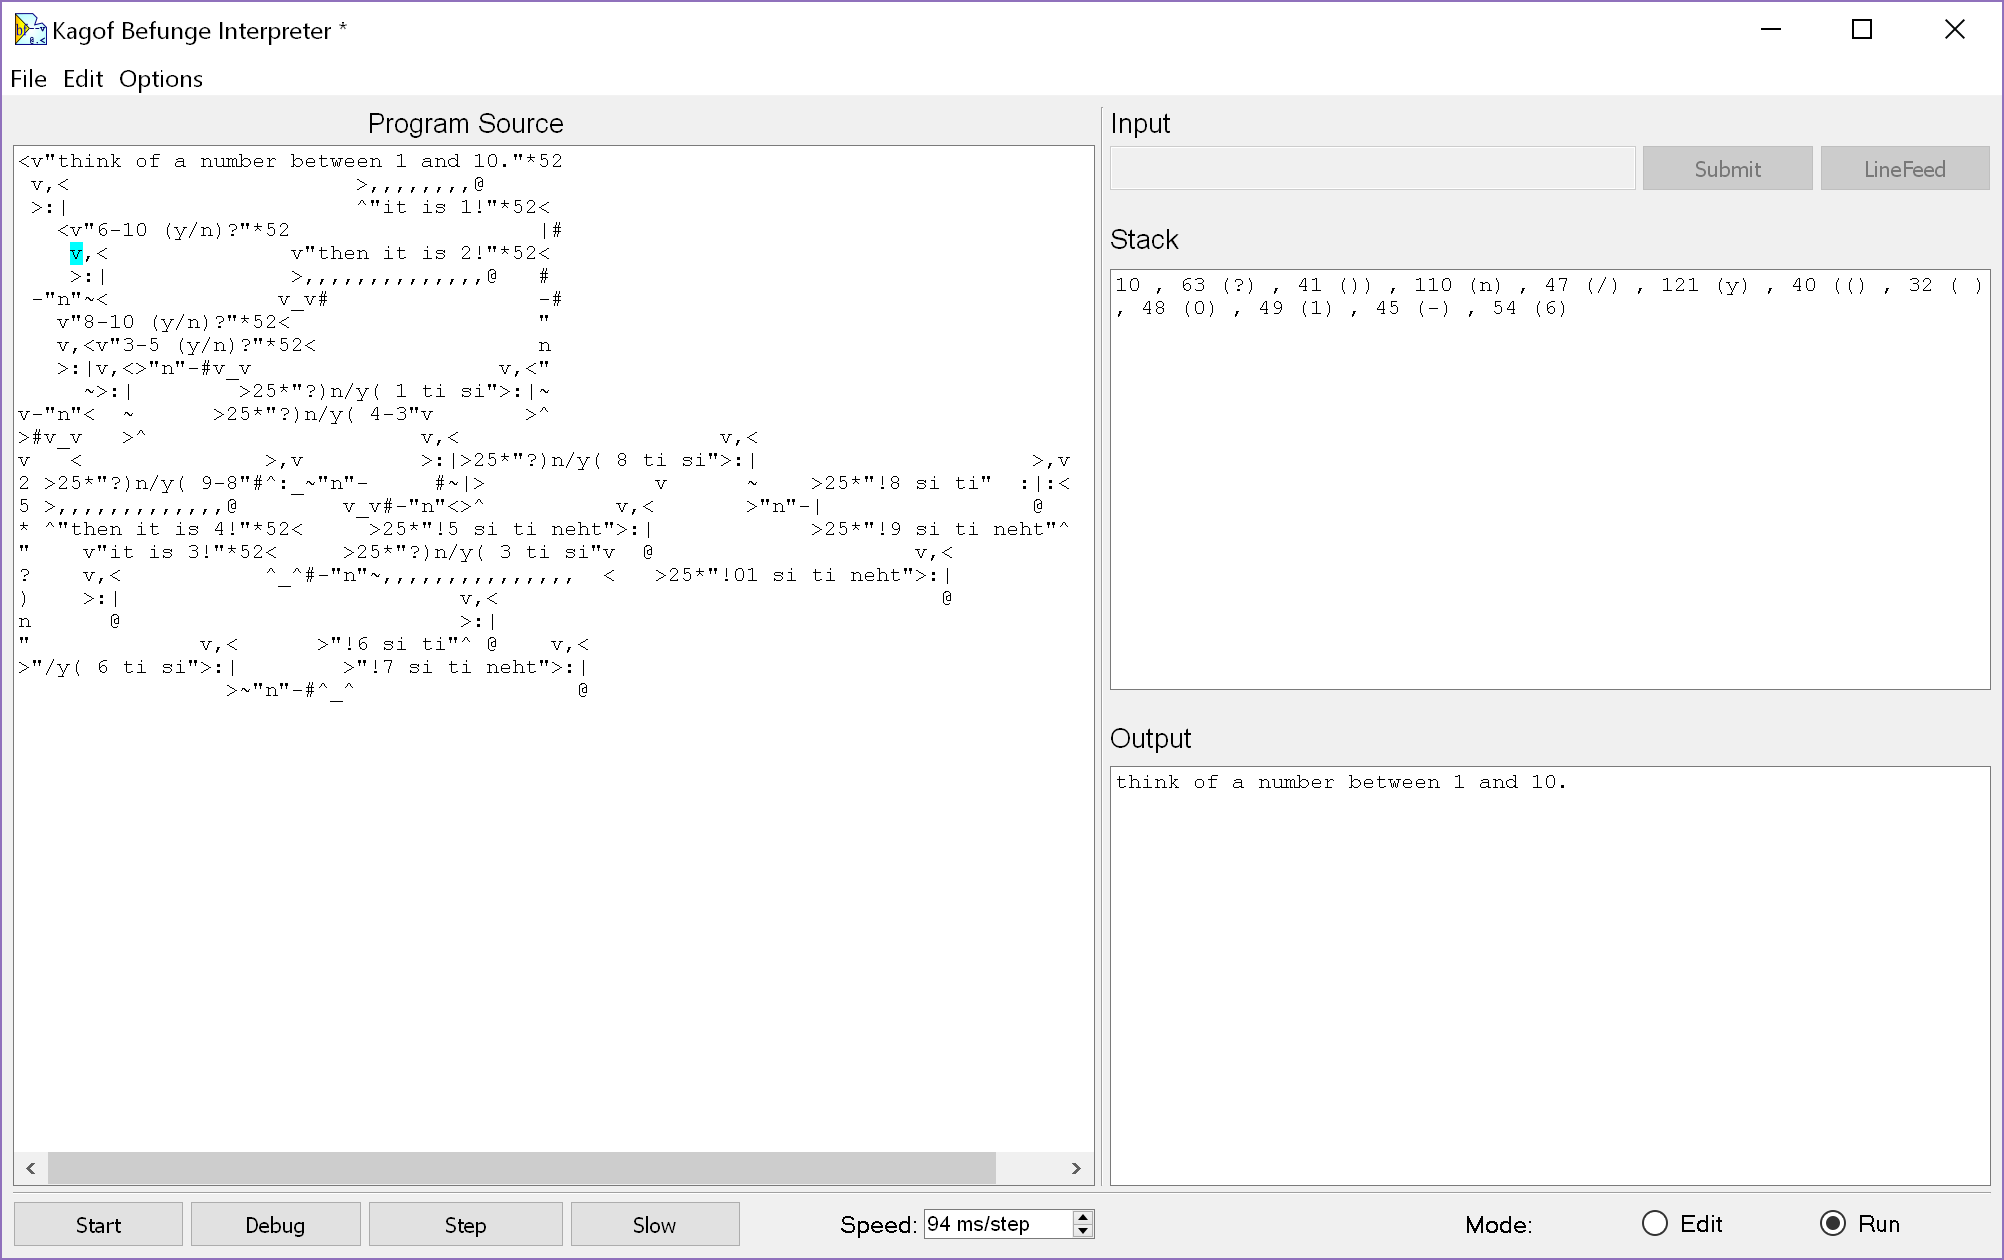 Kagof Befunge Interpreter *
File Edit Options
Program Source
<v"think of a number between 1 and 10."*52
 v,<                      >,,,,,,,,@
 >:|                      ^"it is 1!"*52<
   <v"6-10 (y/n)?"*52                   |#
    v,<              v"then it is 2!"*52<
    >:|              >,,,,,,,,,,,,,,@   #
 -"n"~<             v_v#                -#
   v"8-10 (y/n)?"*52<                   "
   v,<v"3-5 (y/n)?"*52<                 n
   >:|v,<>"n"-#v_v                   v,<"
     ~>:|        >25*"?)n/y( 1 ti si">:|~
v-"n"<  ~      >25*"?)n/y( 4-3"v       >^
>#v_v   >^                     v,<                    v,<
v   <              >,v         >:|>25*"?)n/y( 8 ti si">:|                     >,v
2 >25*"?)n/y( 9-8"#^:_~"n"-     #~|>             v      ~    >25*"!8 si ti"  :|:<
5 >,,,,,,,,,,,,,@        v_v#-"n"<>^          v,<       >"n"-|                @
* ^"then it is 4!"*52<     >25*"!5 si ti neht">:|            >25*"!9 si ti neht"^
"    v"it is 3!"*52<     >25*"?)n/y( 3 ti si"v  @                    v,<
?    v,<           ^_^#-"n"~,,,,,,,,,,,,,,,  <   >25*"!01 si ti neht">:|
)    >:|                          v,<                                  @
n      @                          >:|
"             v,<      >"!6 si ti"^ @    v,<
>"/y( 6 ti si">:|        >"!7 si ti neht">:|
                >~"n"-#^_^                 @
Start Debug Step Slow Speed: 94 ms/step
Input
Submit LineFeed
Stack
10 , 63 (?) , 41 ()) , 110 (n) , 47 (/) , 121 (y) , 40 (() , 32 ( )
, 48 (0) , 49 (1) , 45 (-) , 54 (6)
Output
think of a number between 1 and 10.
Mode: Edit Run